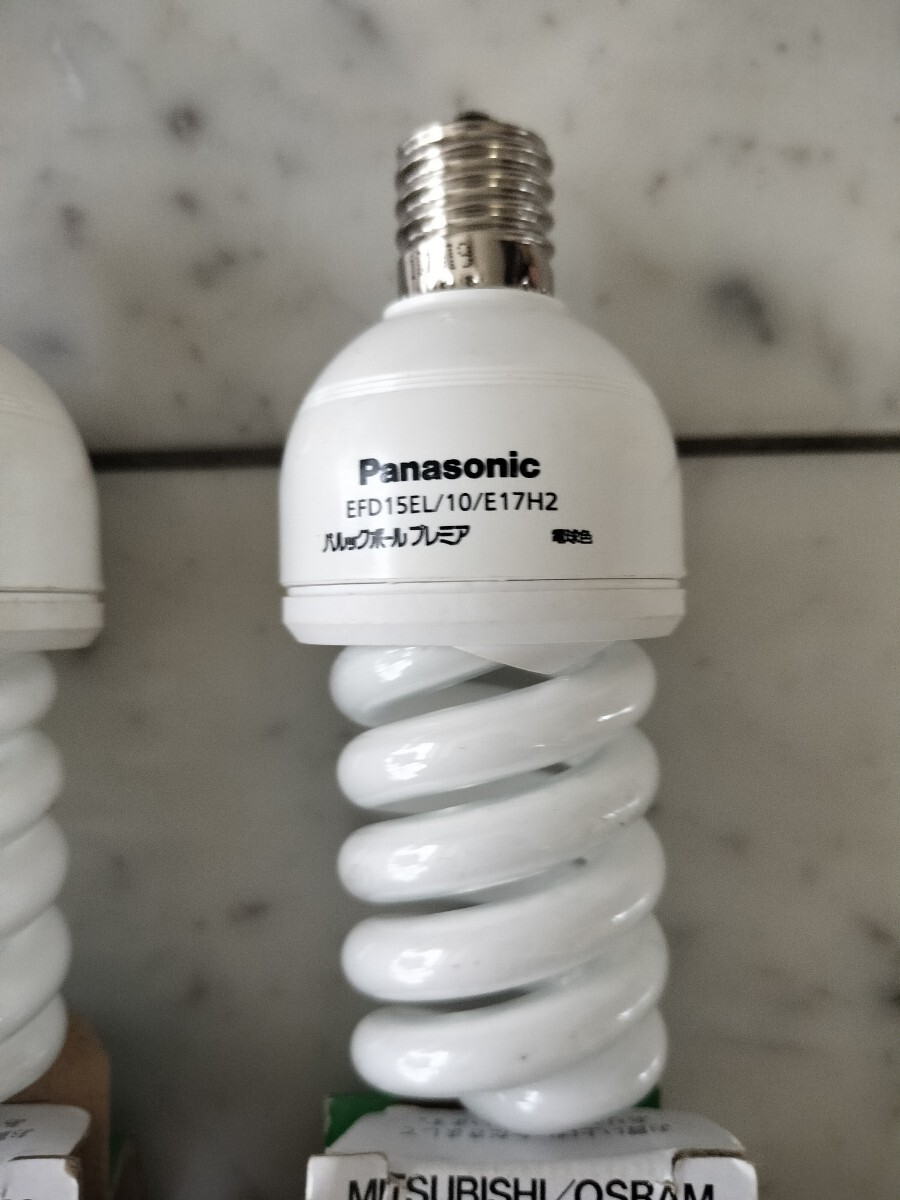 Panasonic
EFD15EL/10/E17H2
パルックボール プレミア 電球色
MITSUBISHI/OSRAM